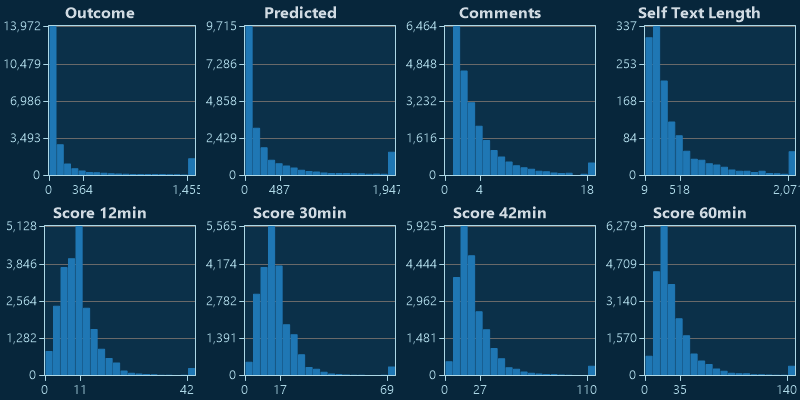 Outcome
13,972
10,479
6,986
3,493
0
0 364 1,455
Predicted
9,715
7,286
4,858
2,429
0
0 487 1,947
Comments
6,464
4,848
3,232
1,616
0
0 4 18
Self Text Length
337
253
168
84
0
9 518 2,071
Score 12min
5,128
3,846
2,564
1,282
0
0 11 42
Score 30min
5,565
4,174
2,782
1,391
0
0 17 69
Score 42min
5,925
4,444
2,962
1,481
0
0 27 110
Score 60min
6,279
4,709
3,140
1,570
0
0 35 140